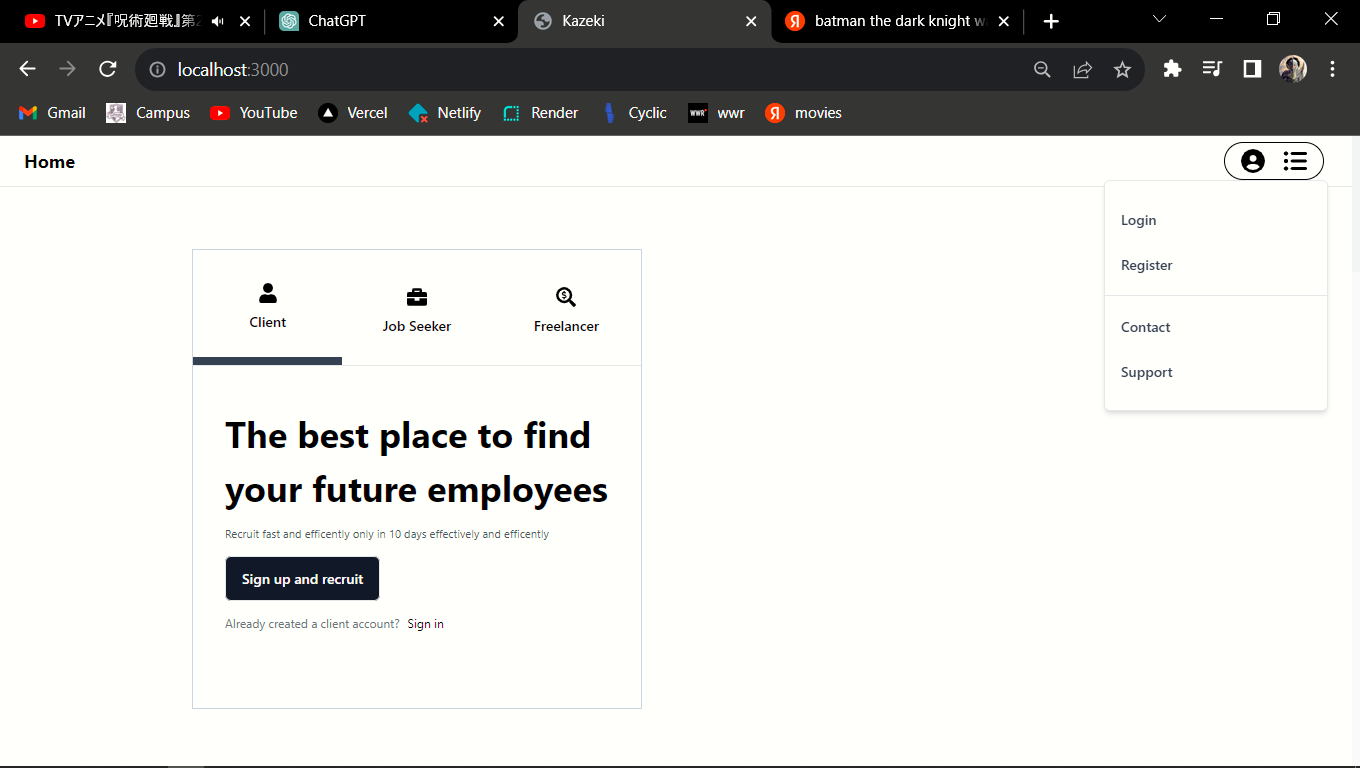 TVアニメ『呪術廻戦』第2
ChatGPT
Kazeki
batman the dark knight w
localhost:3000
Gmail
Campus
YouTube
Vercel
Netlify
Render
Cyclic
WWR
wwr
movies
Home
Login
Register
Contact
Support
Client
Job Seeker
Freelancer
The best place to find
your future employees
Recruit fast and efficently only in 10 days effectively and efficently
Sign up and recruit
Already created a client account? Sign in